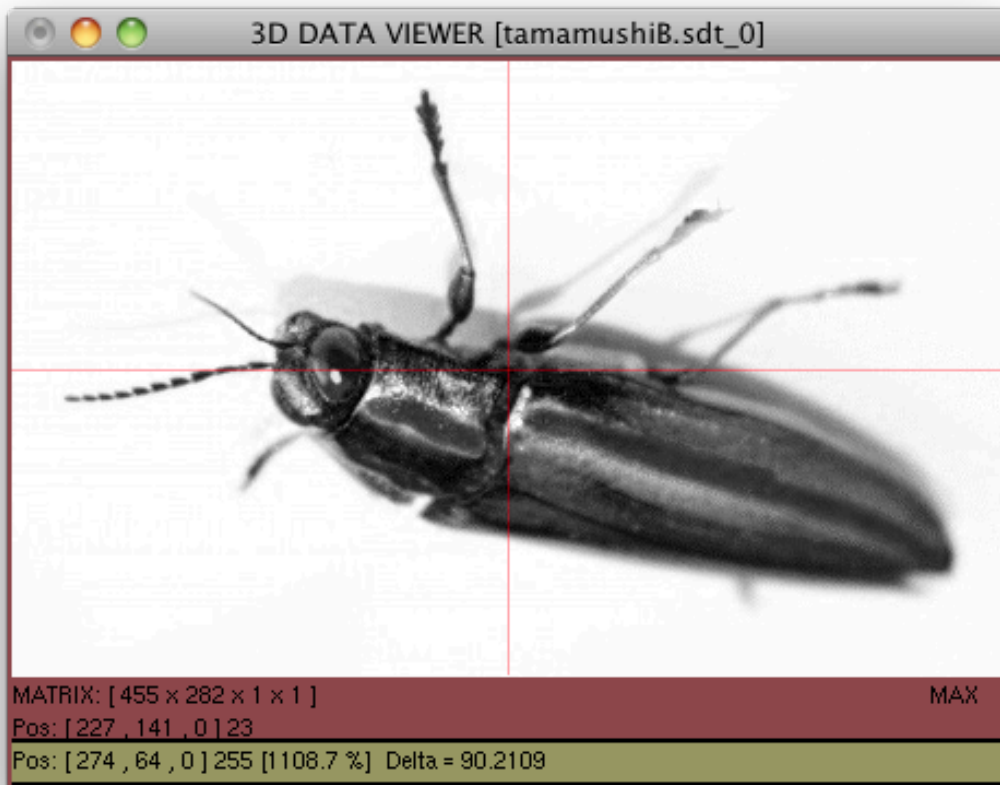 3D DATA VIEWER [tamamushiB.sdt_0]
MATRIX: [ 455 x 282 x 1 x 1 ] MAX
Pos: [ 227 , 141 , 0 ] 23
Pos: [ 274 , 64 , 0 ] 255 [1108.7 %] Delta = 90.2109